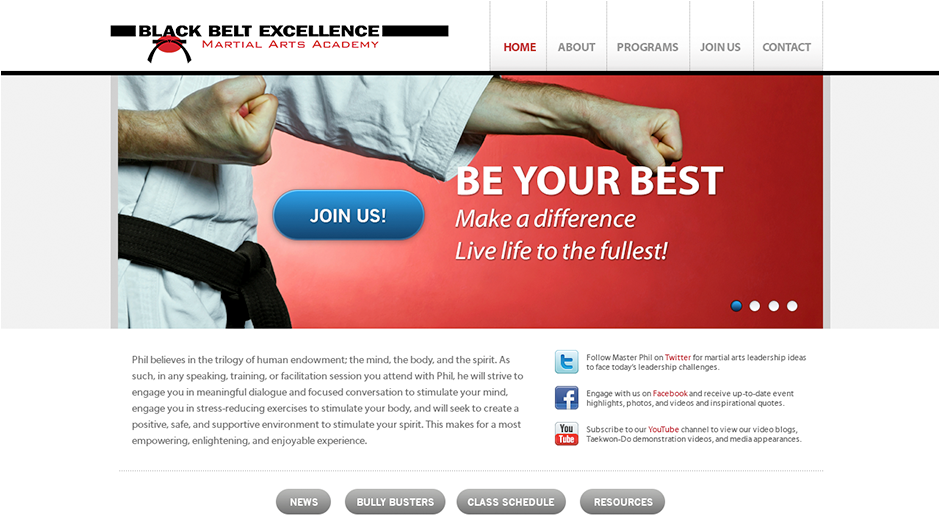 BLACK BELT EXCELLENCE
MARTIAL ARTS ACADEMY
HOME
ABOUT
PROGRAMS
JOIN US
CONTACT
JOIN US!
BE YOUR BEST
Make a difference
Live life to the fullest!
Phil believes in the trilogy of human endowment; the mind, the body, and the spirit. As
such, in any speaking, training, or facilitation session you attend with Phil, he will strive to
engage you in meaningful dialogue and focused conversation to stimulate your mind,
engage you in stress-reducing exercises to stimulate your body, and will seek to create a
positive, safe, and supportive environment to stimulate your spirit. This makes for a most
empowering, enlightening, and enjoyable experience.
t
Follow Master Phil on Twitter for martial arts leadership ideas
to face today's leadership challenges.
f
Engage with us on Facebook and receive up-to-date event
highlights, photos, and videos and inspirational quotes.
You
Tube
Subscribe to our YouTube channel to view our video blogs,
Taekwon-Do demonstration videos, and media appearances.
NEWS
BULLY BUSTERS
CLASS SCHEDULE
RESOURCES